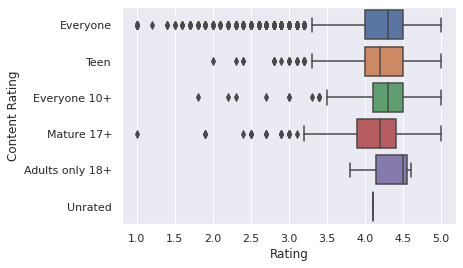 Content Rating
Everyone
Teen
Everyone 10+
Mature 17+
Adults only 18+
Unrated
1.0 1.5 2.0 2.5 3.0 3.5 4.0 4.5 5.0
Rating